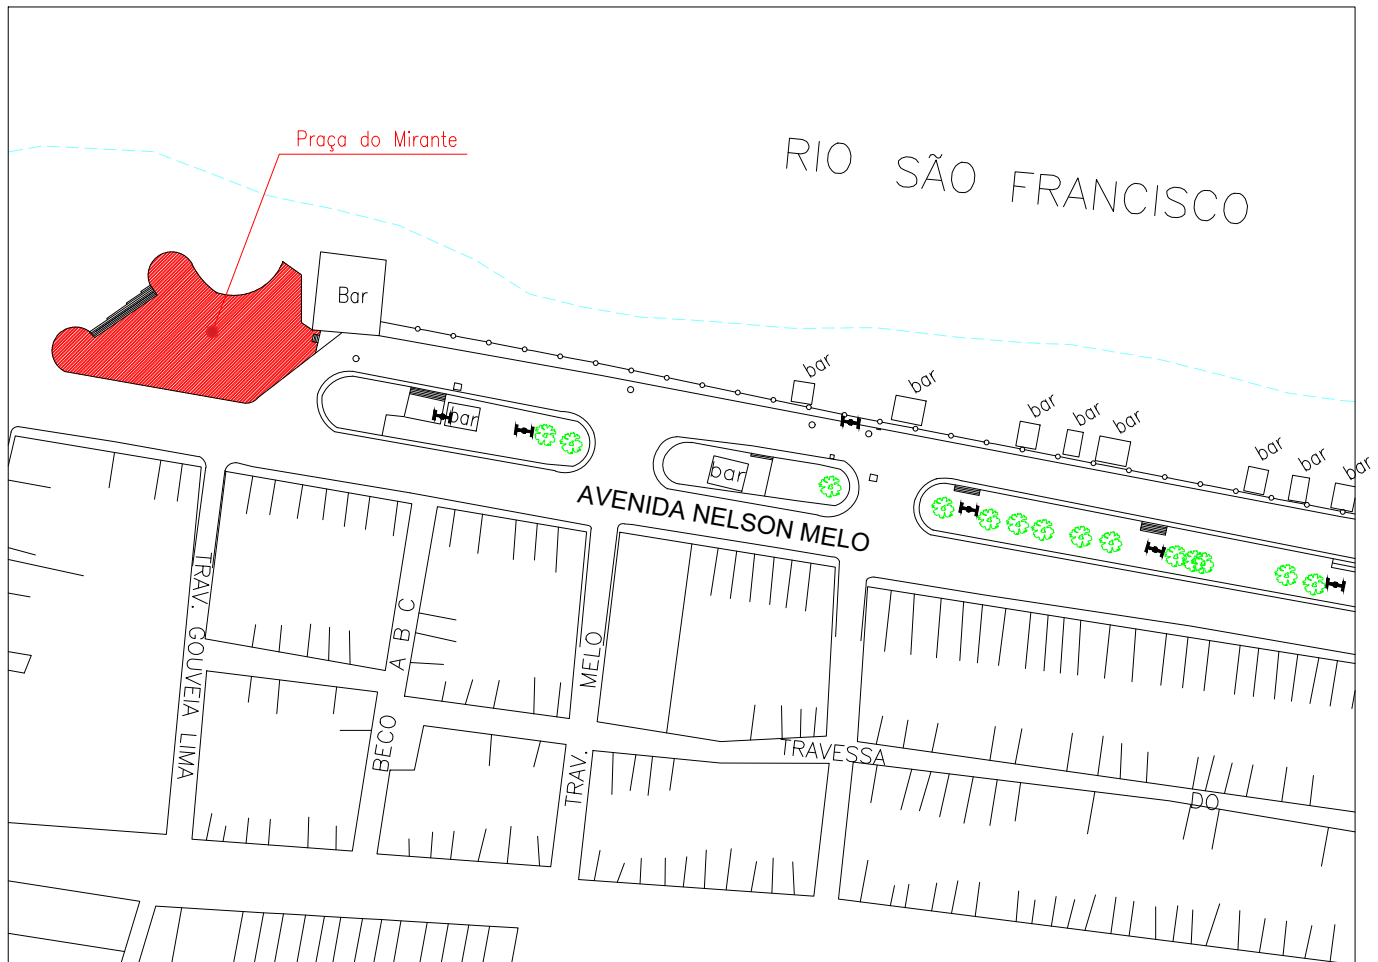 Praça do Mirante
RIO SÃO FRANCISCO
Bar
bar
bar
bar
bar
bar
bar
bar
bar
bar
bar
AVENIDA NELSON MELO
TRAV. GOUVEIA LIMA
BECO A B C
TRAV. MELO
TRAVESSA DO